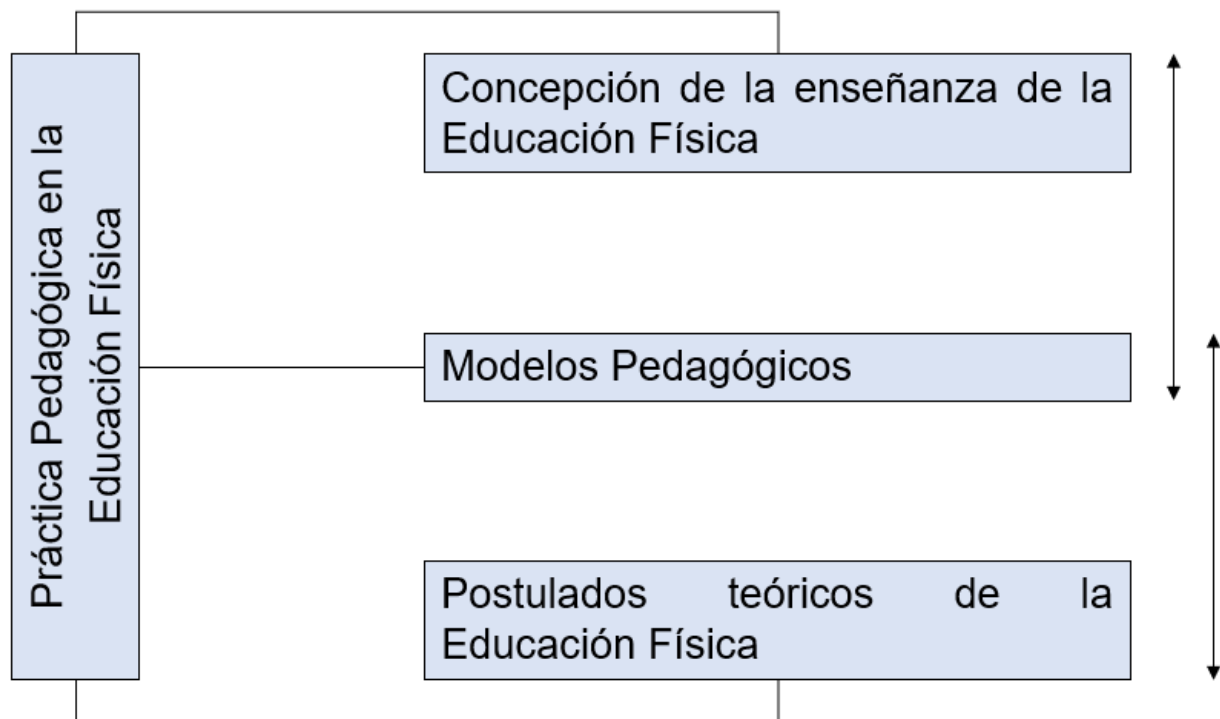 Práctica Pedagógica en la
Educación Física
Concepción de la enseñanza de la
Educación Física
Modelos Pedagógicos
Postulados teóricos de la
Educación Física